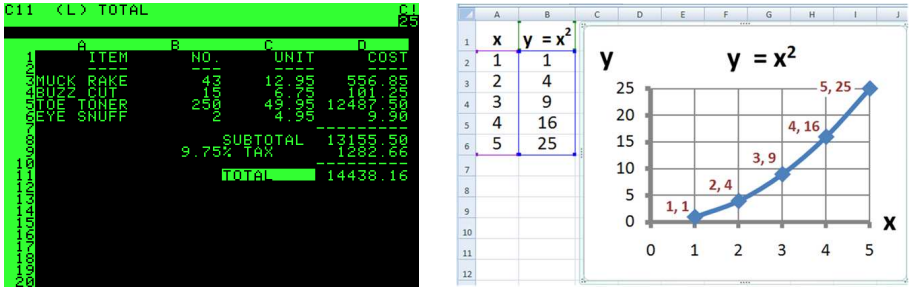 C11 (L) TOTAL C!
25
A B C D
1 ITEM NO. UNIT COST
2 ---- ---- ---- ----
3 MUCK RAKE 43 12.95 556.85
4 BUZZ CUT 15 6.75 101.25
5 TOE TONER 250 49.95 12487.50
6 EYE SNUFF 2 4.95 9.90
7 ---------
8 SUBTOTAL 13155.50
9 9.75% TAX 1282.66
10 ---------
11 TOTAL 14438.16
12
13
14
15
16
17
18
19
20
A B C D E F G H I J
1 x y = x²
2 1 1
3 2 4
4 3 9
5 4 16
6 5 25
7
8
9
10
11
12
y y = x²
25
20
15
10
5
0
5, 25
4, 16
3, 9
2, 4
1, 1
x
0 1 2 3 4 5